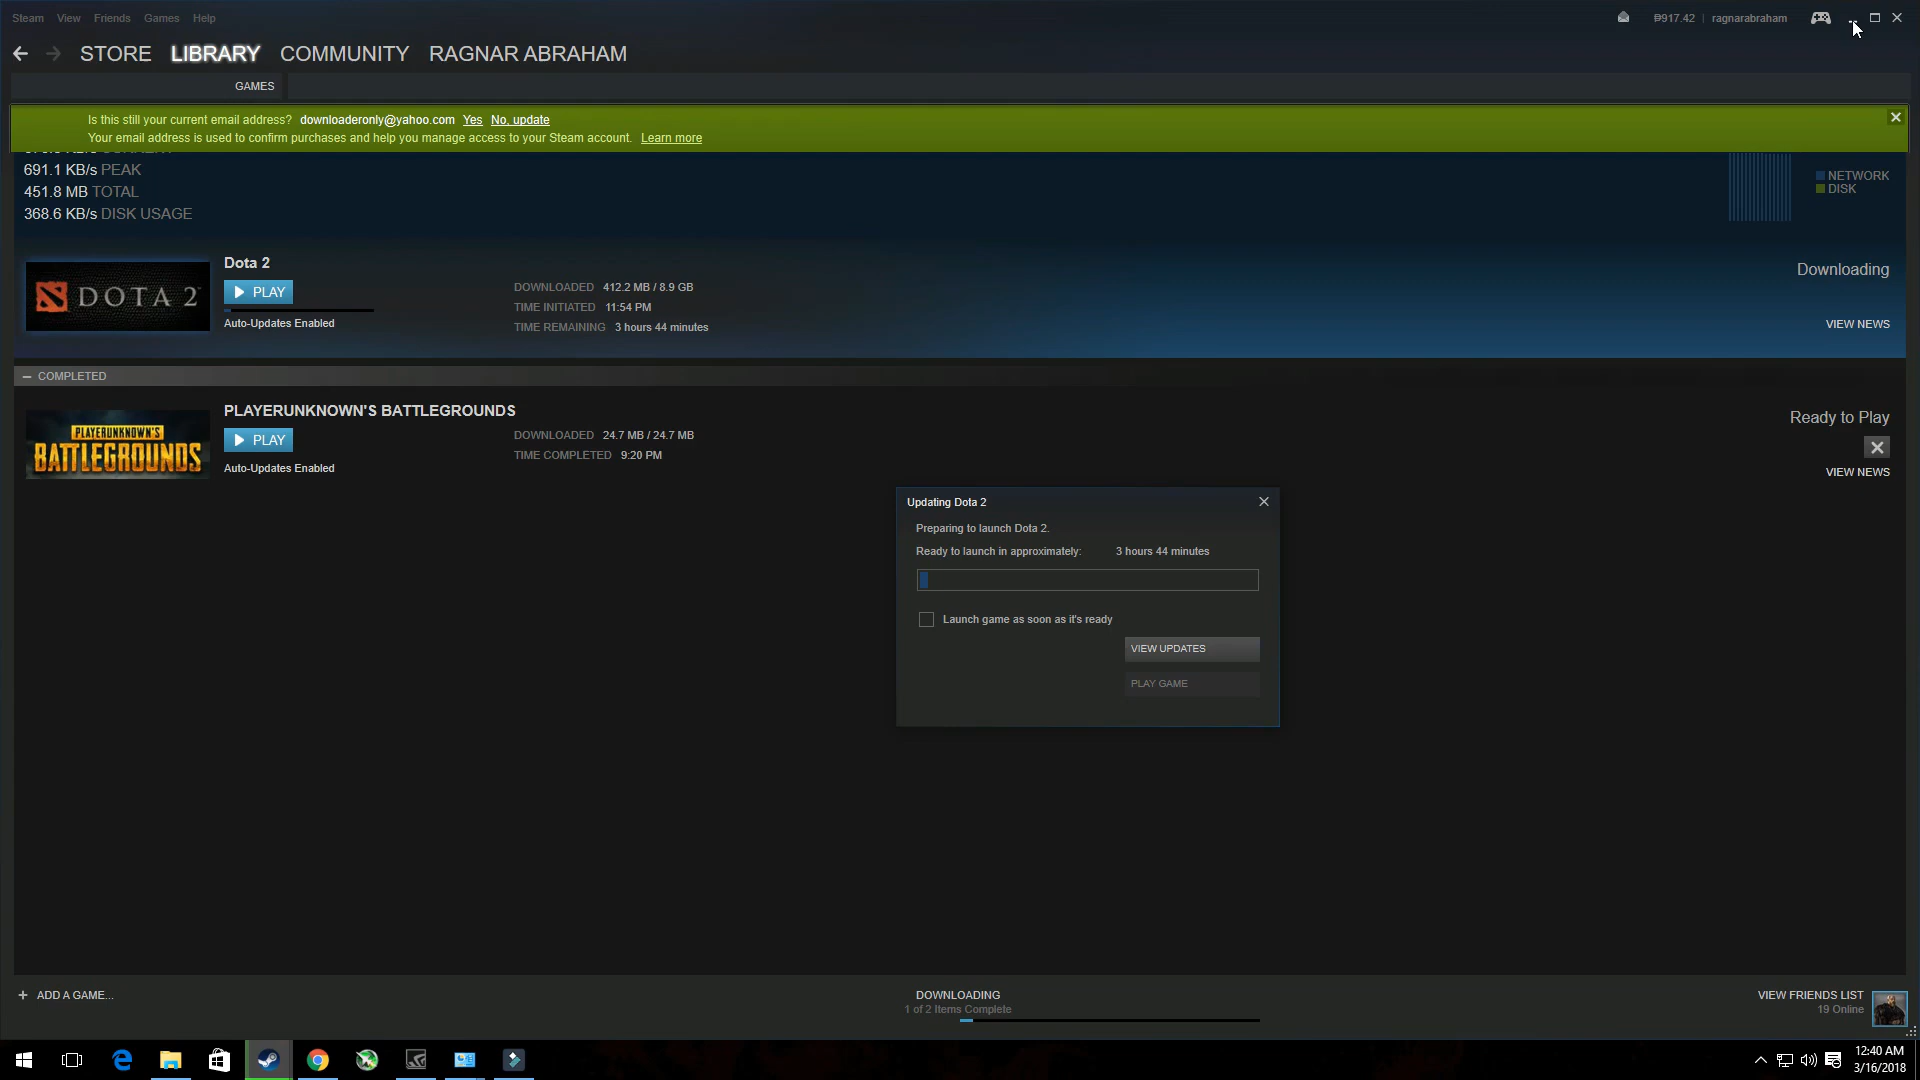 Steam View Friends Games Help
₱917.42 | ragnarabraham
STORE LIBRARY COMMUNITY RAGNAR ABRAHAM
GAMES
Is this still your current email address? downloaderonly@yahoo.com Yes No, update
Your email address is used to confirm purchases and help you manage access to your Steam account. Learn more
691.1 KB/s PEAK
451.8 MB TOTAL
368.6 KB/s DISK USAGE
NETWORK
DISK
Dota 2
DOTA 2
PLAY
Auto-Updates Enabled
DOWNLOADED 412.2 MB / 8.9 GB
TIME INITIATED 11:54 PM
TIME REMAINING 3 hours 44 minutes
Downloading
VIEW NEWS
COMPLETED
PLAYERUNKNOWN'S BATTLEGROUNDS
PLAYERUNKNOWN'S
BATTLEGROUNDS
PLAY
Auto-Updates Enabled
DOWNLOADED 24.7 MB / 24.7 MB
TIME COMPLETED 9:20 PM
Ready to Play
VIEW NEWS
Updating Dota 2
Preparing to launch Dota 2.
Ready to launch in approximately: 3 hours 44 minutes
Launch game as soon as it's ready
VIEW UPDATES
PLAY GAME
+ ADD A GAME...
DOWNLOADING
1 of 2 Items Complete
VIEW FRIENDS LIST
19 Online
12:40 AM
3/16/2018